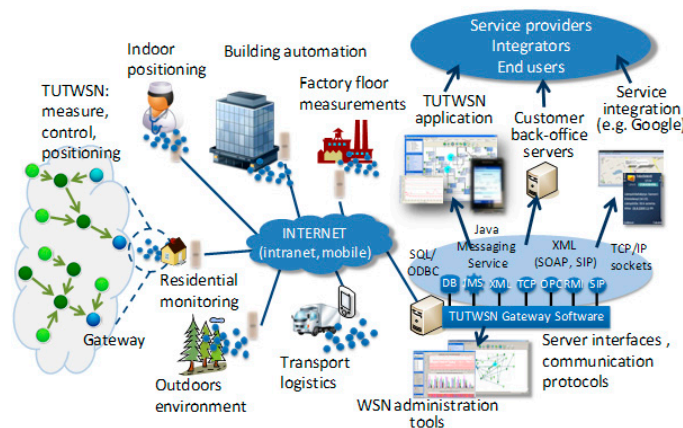 Indoor
positioning
Building automation
Factory floor
measurements
TUTWSN:
measure,
control,
positioning
Service providers
Integrators
End users
TUTWSN
application
Customer
back-office
servers
Service
integration
(e.g. Google)
INTERNET
(intranet, mobile)
SQL/
ODBC
Java
Messaging
Service
XML
(SOAP, SIP)
TCP/IP
sockets
DB JMS XML TCP OPC RMI SIP
TUTWSN Gateway Software
Residential
monitoring
Gateway
Outdoors
environment
Transport
logistics
WSN administration
tools
Server interfaces ,
communication
protocols